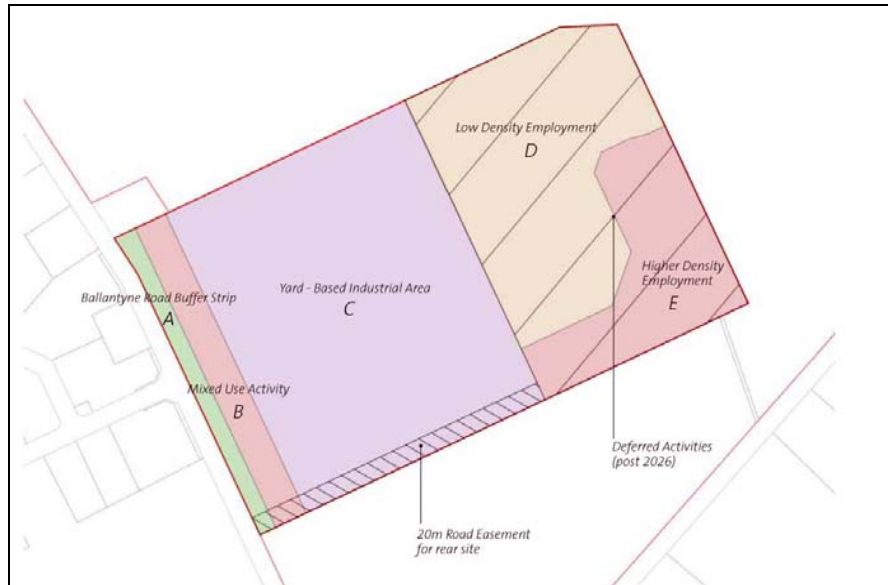 Low Density Employment
D
Higher Density
Employment
E
Yard - Based Industrial Area
C
Ballantyne Road Buffer Strip
A
Mixed Use Activity
B
Deferred Activities
(post 2026)
20m Road Easement
for rear site